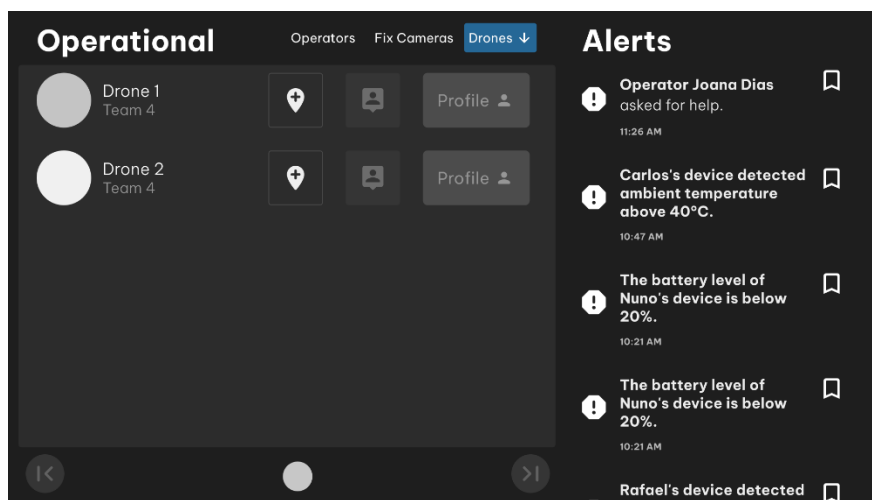 Operational
Operators Fix Cameras Drones
Drone 1
Team 4
Profile
Drone 2
Team 4
Profile
Alerts
Operator Joana Dias
asked for help.
11:26 AM
Carlos's device detected
ambient temperature
above 40ºC.
10:47 AM
The battery level of
Nuno's device is below
20%.
10:21 AM
The battery level of
Nuno's device is below
20%.
10:21 AM
Rafael's device detected